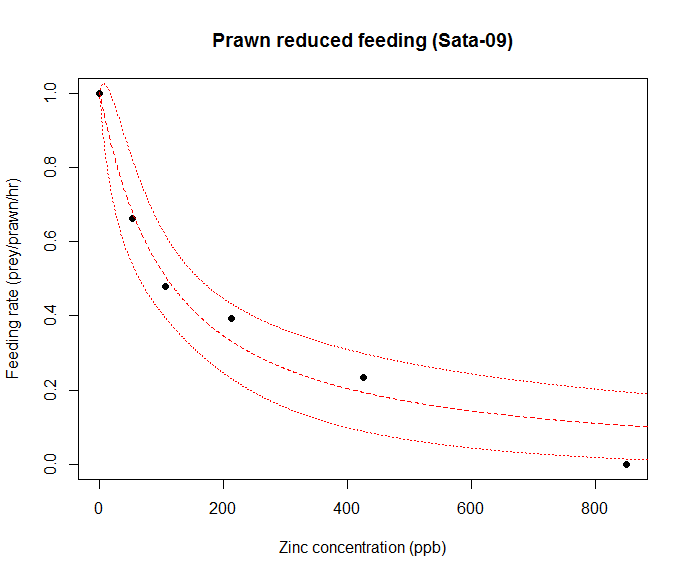 Prawn reduced feeding (Sata-09)
Feeding rate (prey/prawn/hr)
1.0
0.8
0.6
0.4
0.2
0.0
0 200 400 600 800
Zinc concentration (ppb)